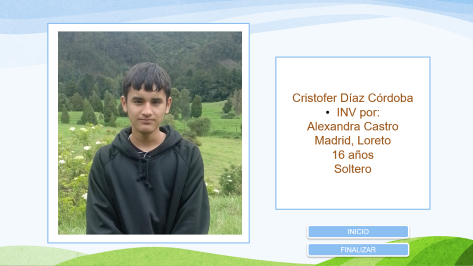 Cristofer Díaz Córdoba
• INV por:
Alexandra Castro
Madrid, Loreto
16 años
Soltero
INICIO
FINALIZAR